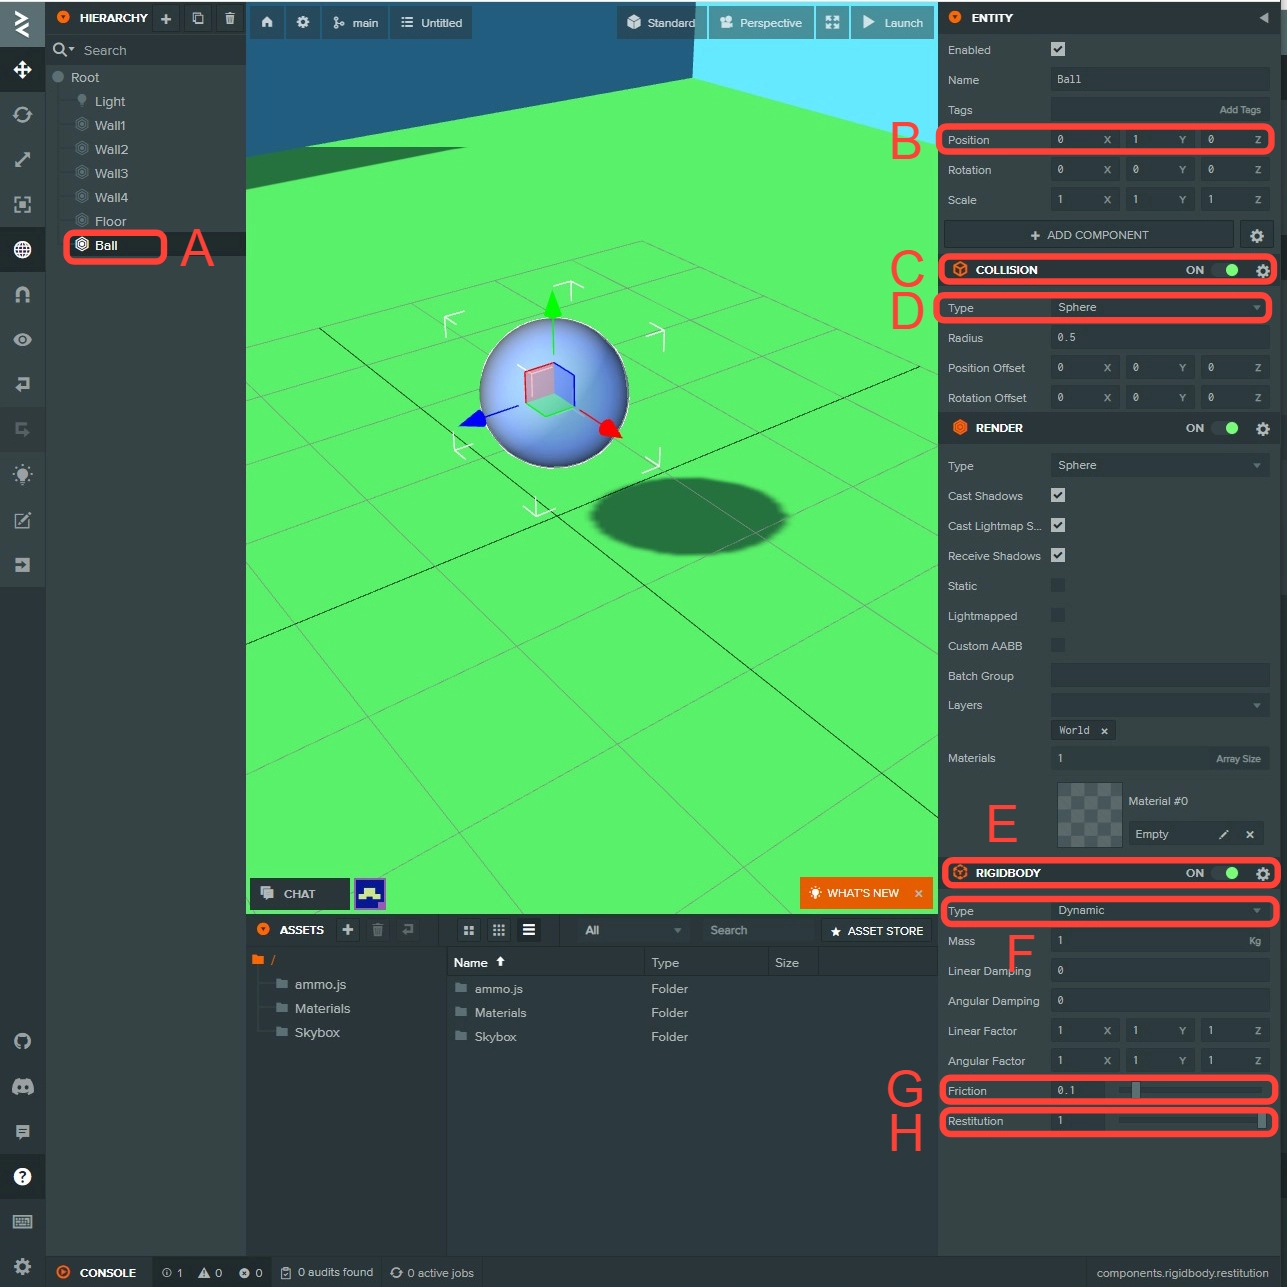 HIERARCHY
Search
Root
Light
Wall1
Wall2
Wall3
Wall4
Floor
Ball
A
main
Untitled
Standard
Perspective
Launch
CHAT
WHAT'S NEW ×
ENTITY
Enabled
Name Ball
Tags Add Tags
B
Position 0 X 1 Y 0 Z
Rotation 0 X 0 Y 0 Z
Scale 1 X 1 Y 1 Z
+ ADD COMPONENT
C
COLLISION ON
D
Type Sphere
Radius 0.5
Position Offset 0 X 0 Y 0 Z
Rotation Offset 0 X 0 Y 0 Z
RENDER ON
Type Sphere
Cast Shadows
Cast Lightmap S...
Receive Shadows
Static
Lightmapped
Custom AABB
Batch Group
Layers
World ×
Materials 1 Array Size
Material #0
E
Empty
RIGIDBODY ON
Type Dynamic
Mass 1 Kg
F
Linear Damping 0
Angular Damping 0
Linear Factor 1 X 1 Y 1 Z
Angular Factor 1 X 1 Y 1 Z
G
Friction 0.1
H
Restitution 1
ASSETS
All
Search
ASSET STORE
/
ammo.js
Materials
Skybox
Name Type Size
ammo.js Folder
Materials Folder
Skybox Folder
CONSOLE 1 0 0 0 audits found 0 active jobs components.rigidbody.restitution